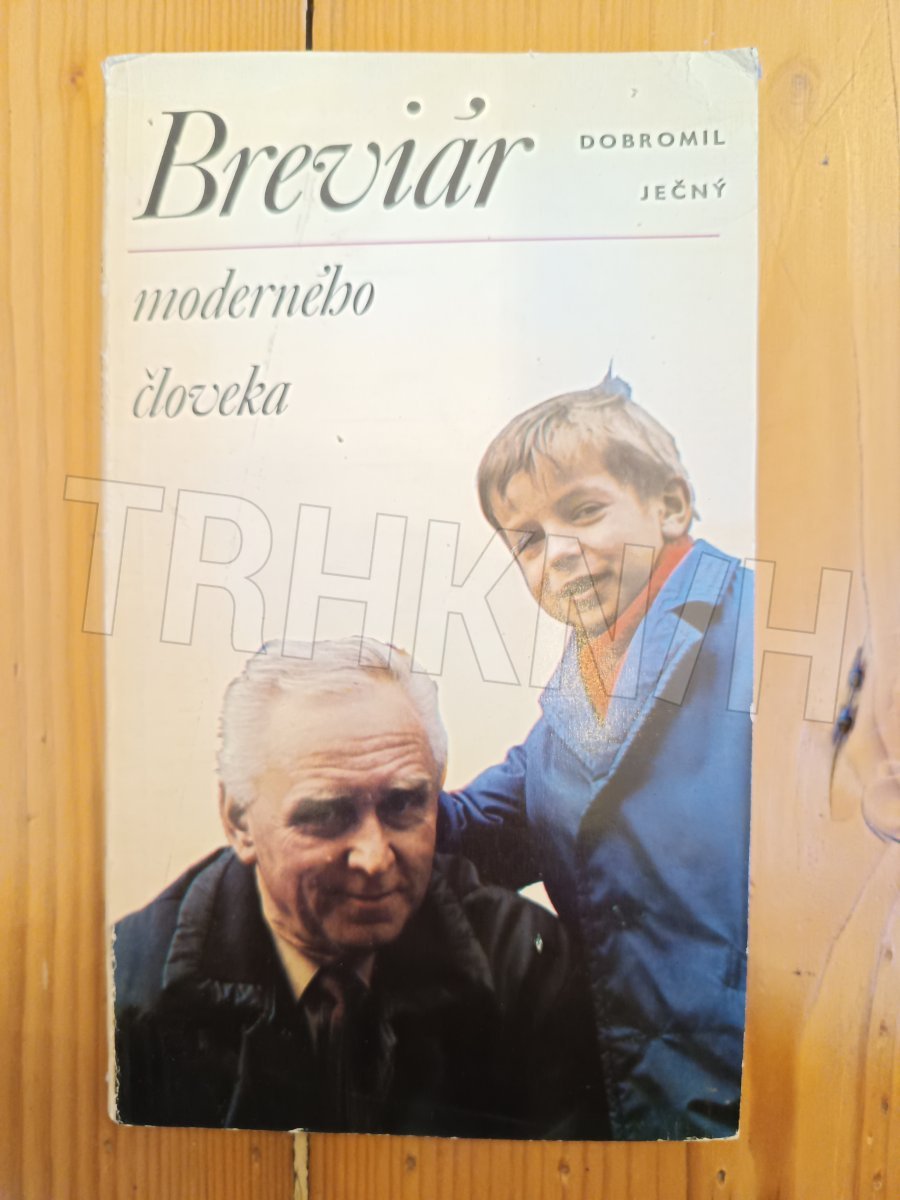 Breviár
DOBROMIL
JEČNÝ
moderného
človeka
TRHKNIH